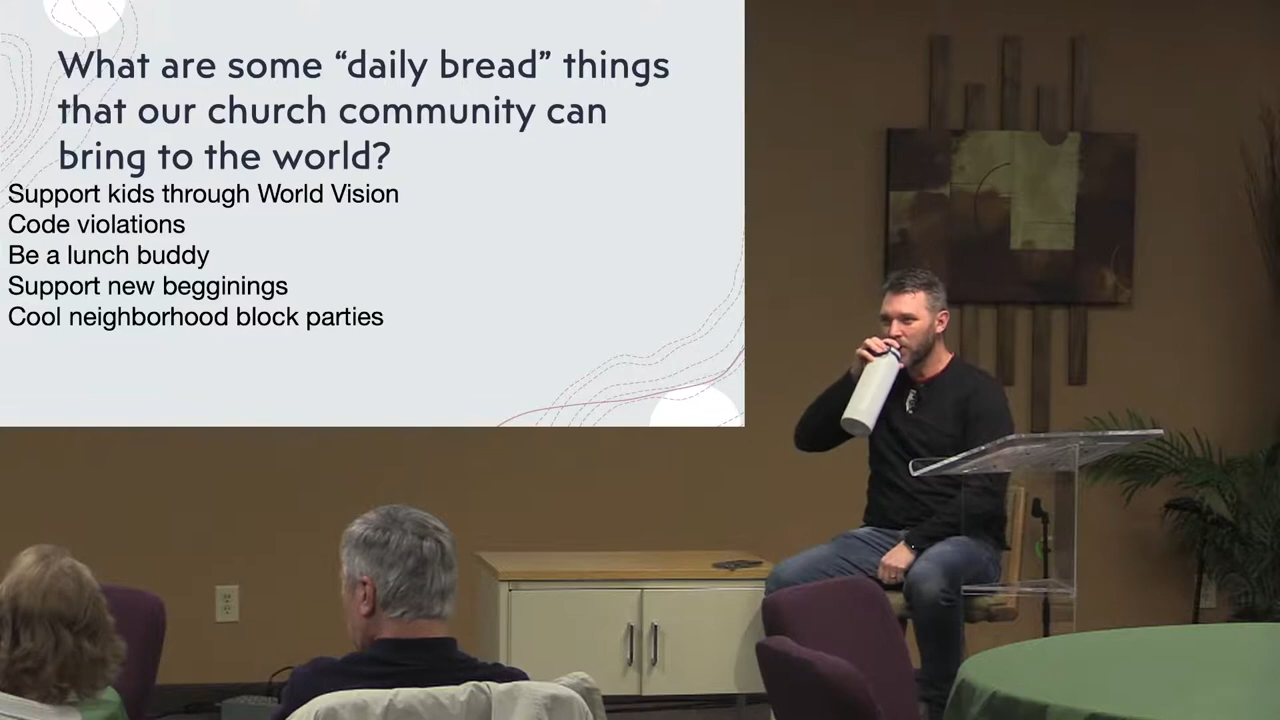 What are some “daily bread” things
that our church community can
bring to the world?
Support kids through World Vision
Code violations
Be a lunch buddy
Support new begginings
Cool neighborhood block parties